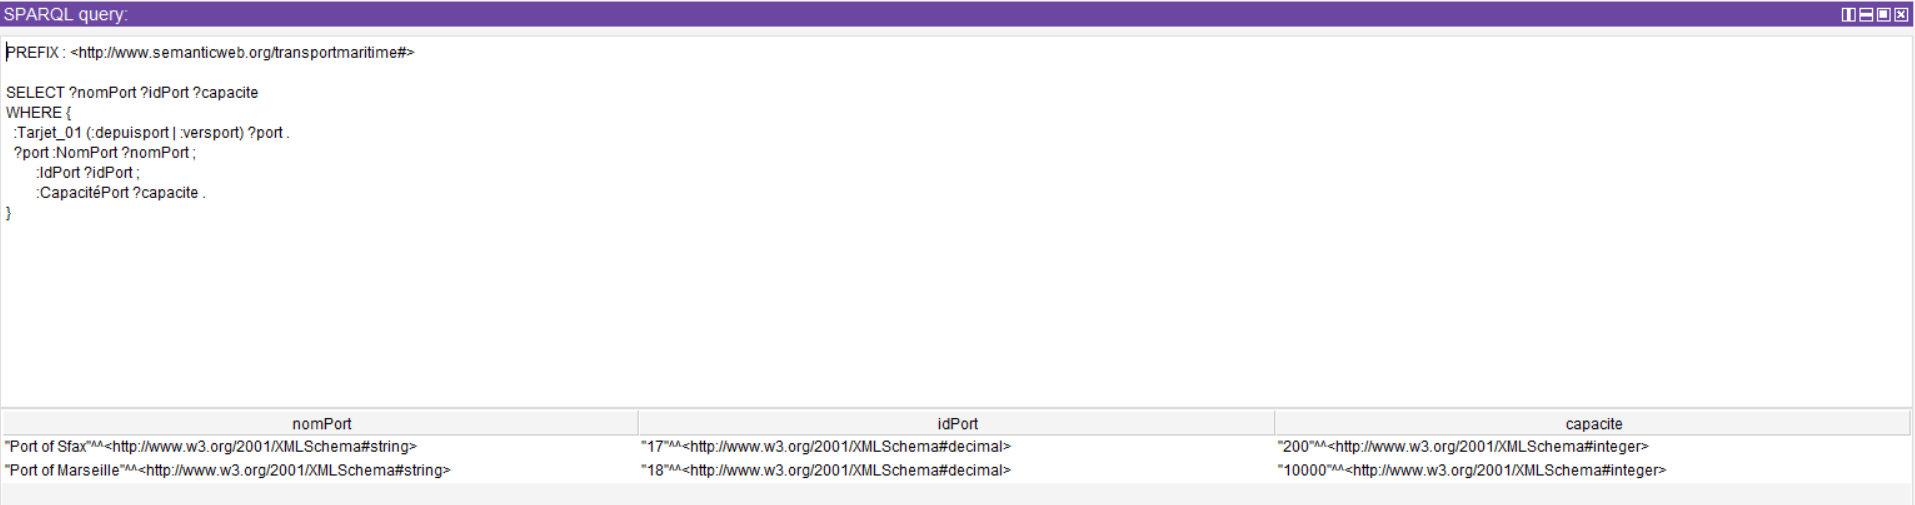 SPARQL query:
PREFIX : <http://www.semanticweb.org/transportmaritime#>
SELECT ?nomPort ?idPort ?capacite
WHERE {
:Tarjet_01 (:depuisport | :versport) ?port .
?port :NomPort ?nomPort ;
:IdPort ?idPort ;
:CapacitéPort ?capacite .
}
nomPort idPort capacite
"Port of Sfax"^^<http://www.w3.org/2001/XMLSchema#string> "17"^^<http://www.w3.org/2001/XMLSchema#decimal> "200"^^<http://www.w3.org/2001/XMLSchema#integer>
"Port of Marseille"^^<http://www.w3.org/2001/XMLSchema#string> "18"^^<http://www.w3.org/2001/XMLSchema#decimal> "10000"^^<http://www.w3.org/2001/XMLSchema#integer>